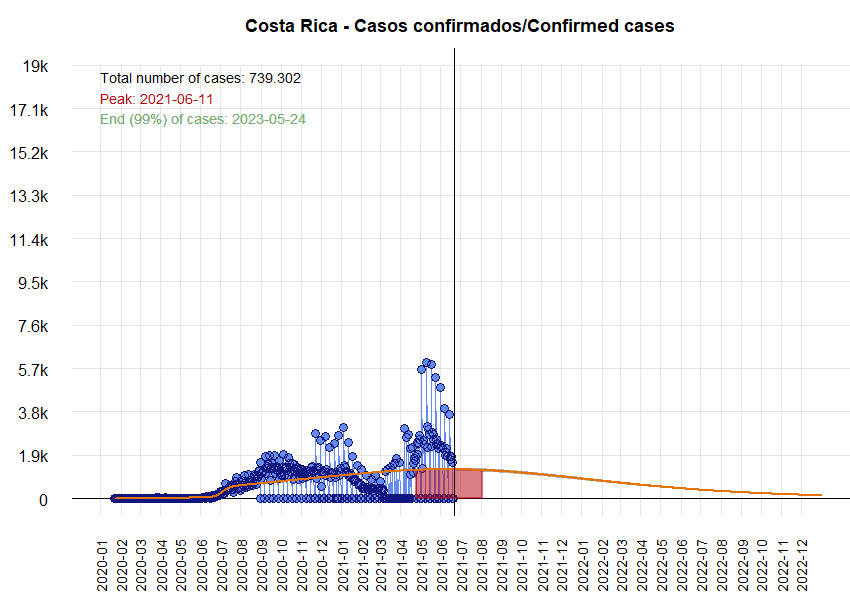 Costa Rica - Casos confirmados/Confirmed cases
19k
17.1k
15.2k
13.3k
11.4k
9.5k
7.6k
5.7k
3.8k
1.9k
0
Total number of cases: 739.302
Peak: 2021-06-11
End (99%) of cases: 2023-05-24
2020-01
2020-02
2020-03
2020-04
2020-05
2020-06
2020-07
2020-08
2020-09
2020-10
2020-11
2020-12
2021-01
2021-02
2021-03
2021-04
2021-05
2021-06
2021-07
2021-08
2021-09
2021-10
2021-11
2021-12
2022-01
2022-02
2022-03
2022-04
2022-05
2022-06
2022-07
2022-08
2022-09
2022-10
2022-11
2022-12